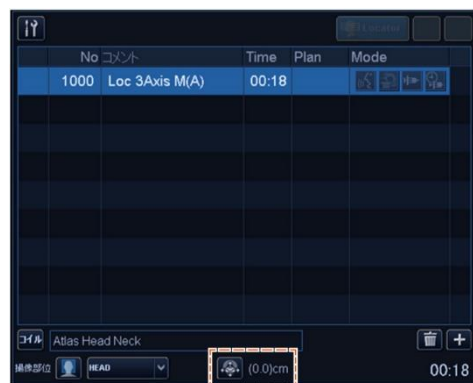 Locator
No コメント Time Plan Mode
1000 Loc 3Axis M(A) 00:18
コイル Atlas Head Neck
撮像部位 HEAD (0.0)cm 00:18